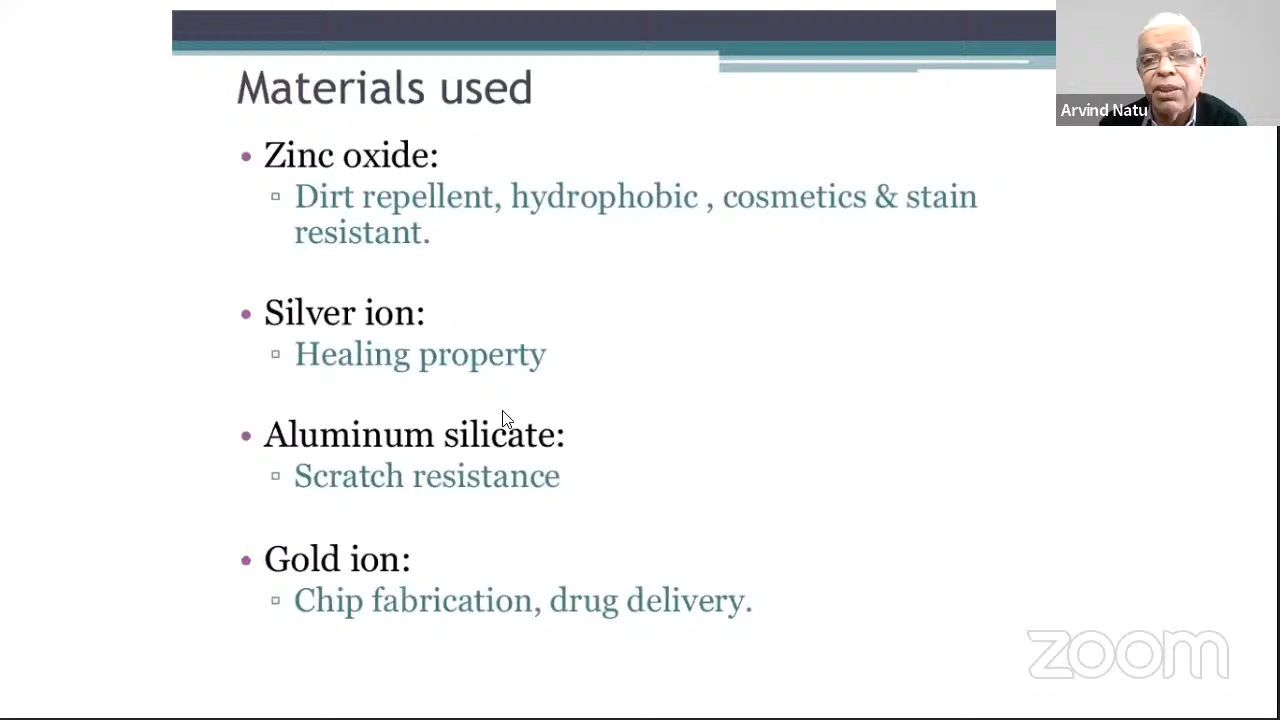 Materials used
Arvind Natu
• Zinc oxide:
▫ Dirt repellent, hydrophobic , cosmetics & stain
resistant.
• Silver ion:
▫ Healing property
• Aluminum silicate:
▫ Scratch resistance
• Gold ion:
▫ Chip fabrication, drug delivery.
zoom